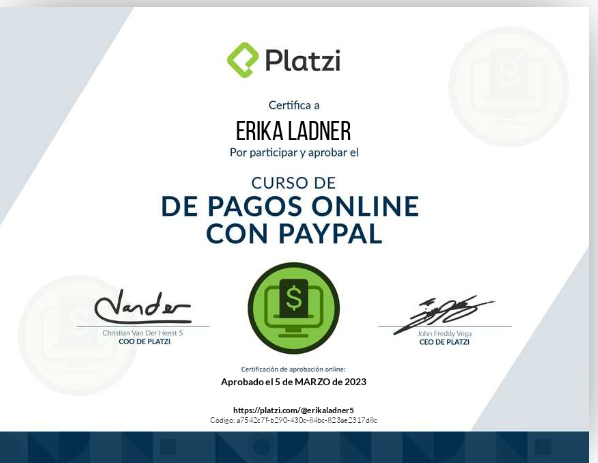 Platzi
Certifica a
ERIKA LADNER
Por participar y aprobar el
CURSO DE
DE PAGOS ONLINE
CON PAYPAL
Christian Van Der Henst S.
COO DE PLATZI
John Freddy Vega
CEO DE PLATZI
Certificación de aprobación online:
Aprobado el 5 de MARZO de 2023
https://platzi.com/@erikaladner5
Código: a7542c7f-b290-430c-84bc-823ae2317d8c